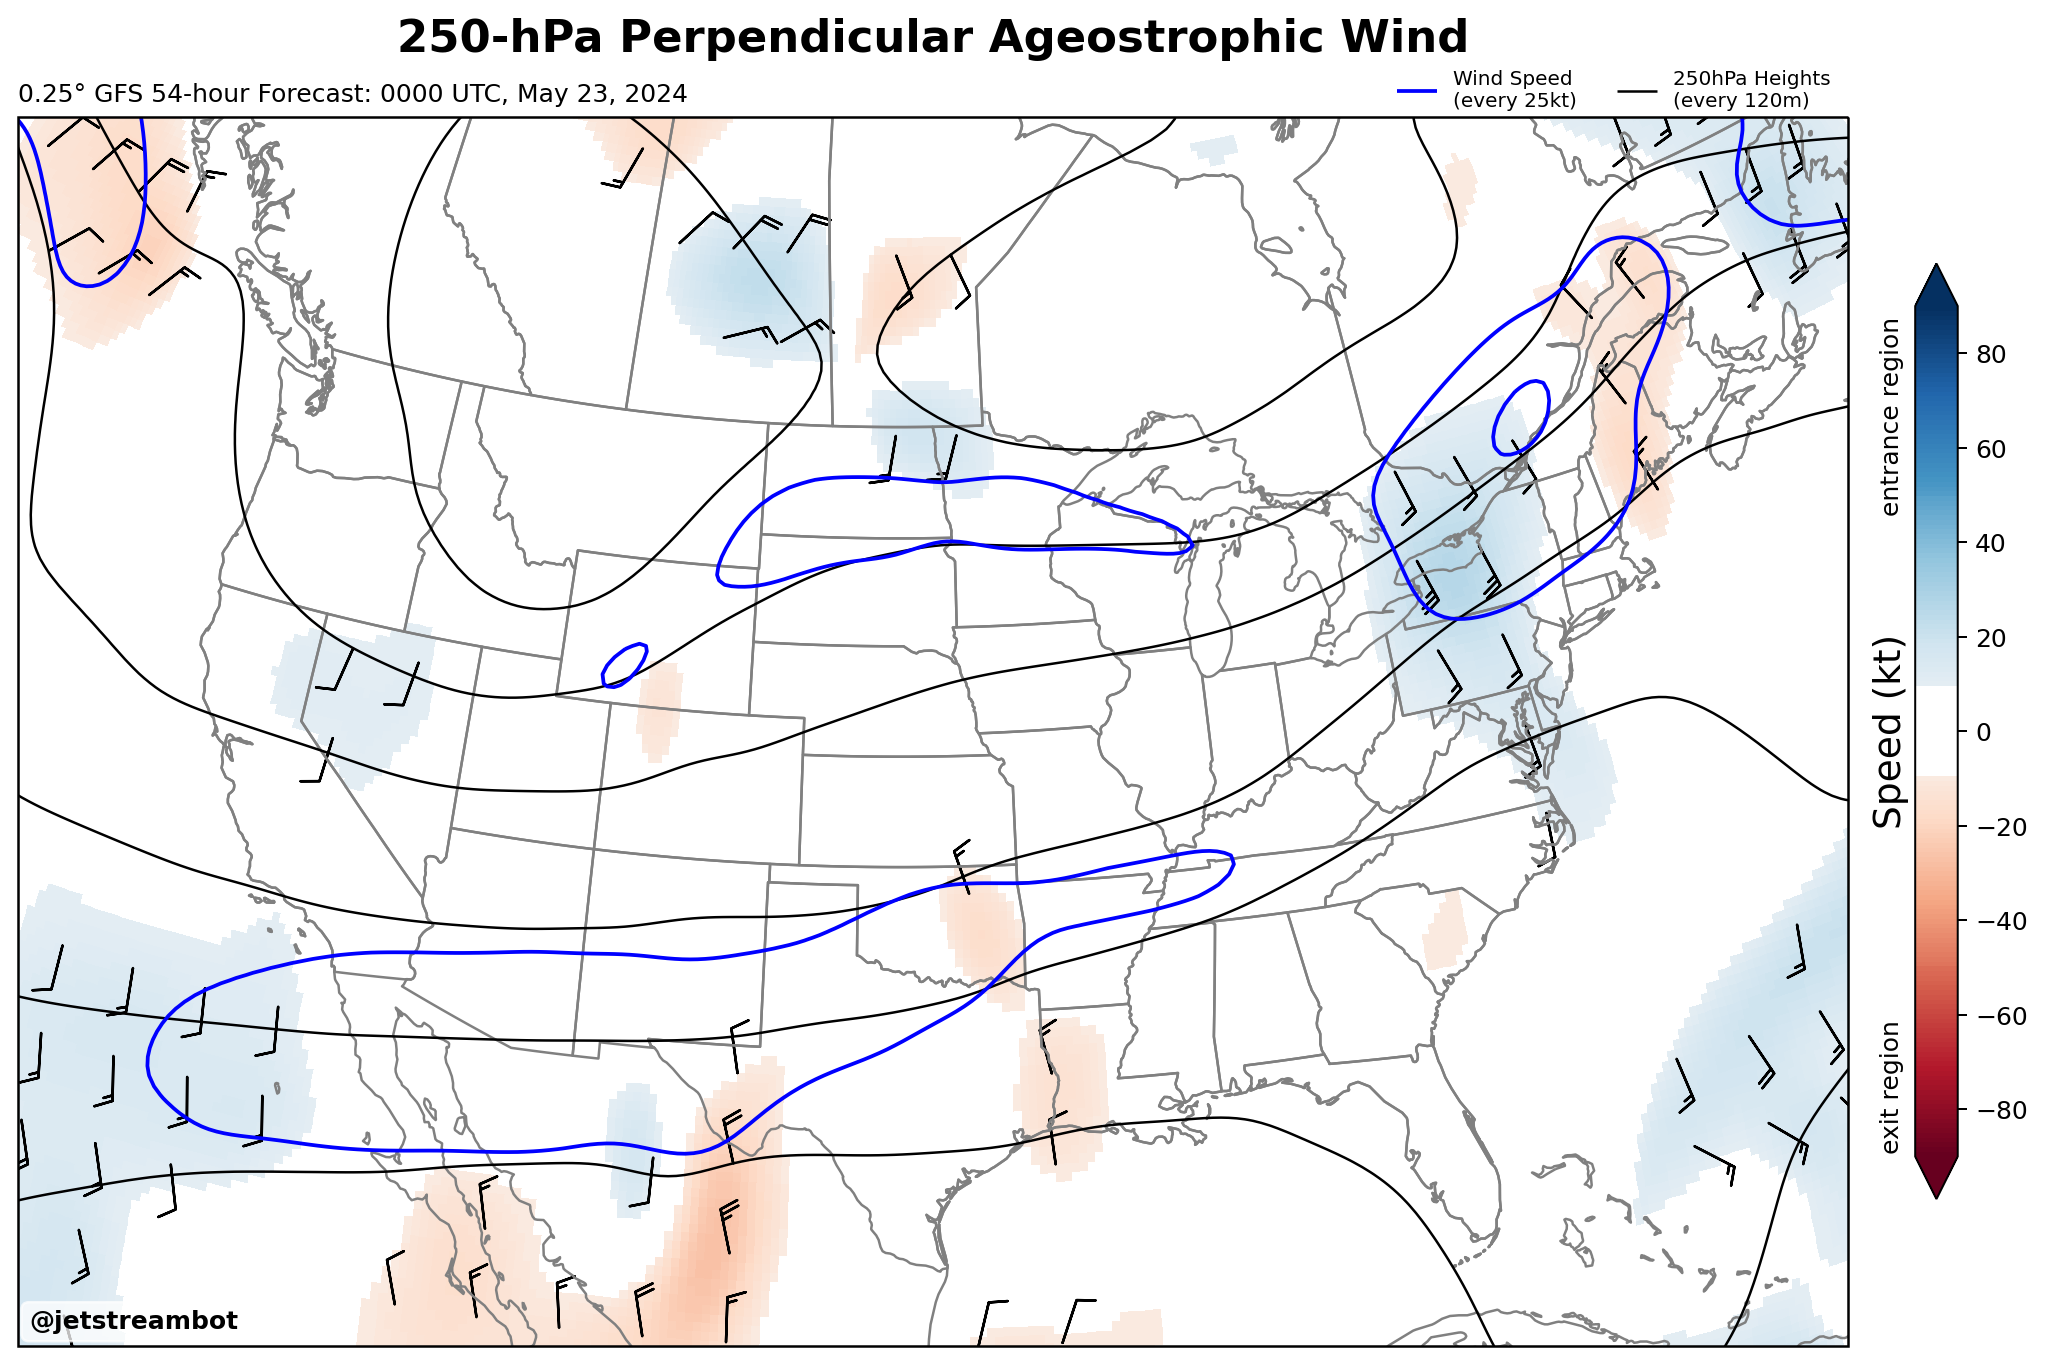 250-hPa Perpendicular Ageostrophic Wind
0.25° GFS 54-hour Forecast: 0000 UTC, May 23, 2024
Wind Speed
(every 25kt)
250hPa Heights
(every 120m)
entrance region
Speed (kt)
exit region
80
60
40
20
0
−20
−40
−60
−80
@jetstreambot